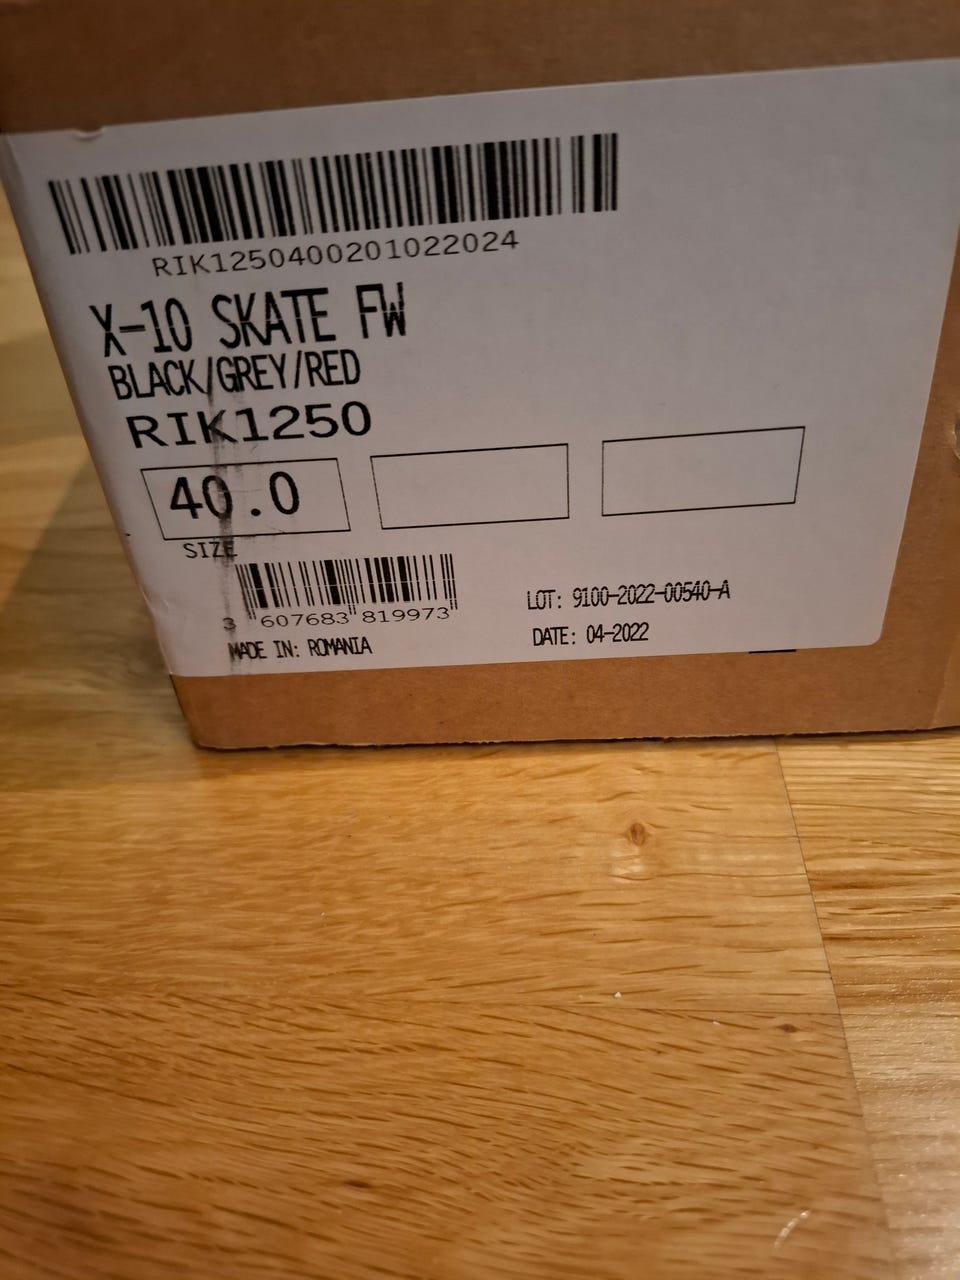 RIK1250400201022024
X-10 SKATE FW
BLACK/GREY/RED
RIK1250
40.0
SIZE
3 "607683"819973"
MADE IN: ROMANIA
LOT: 9100-2022-00540-A
DATE: 04-2022